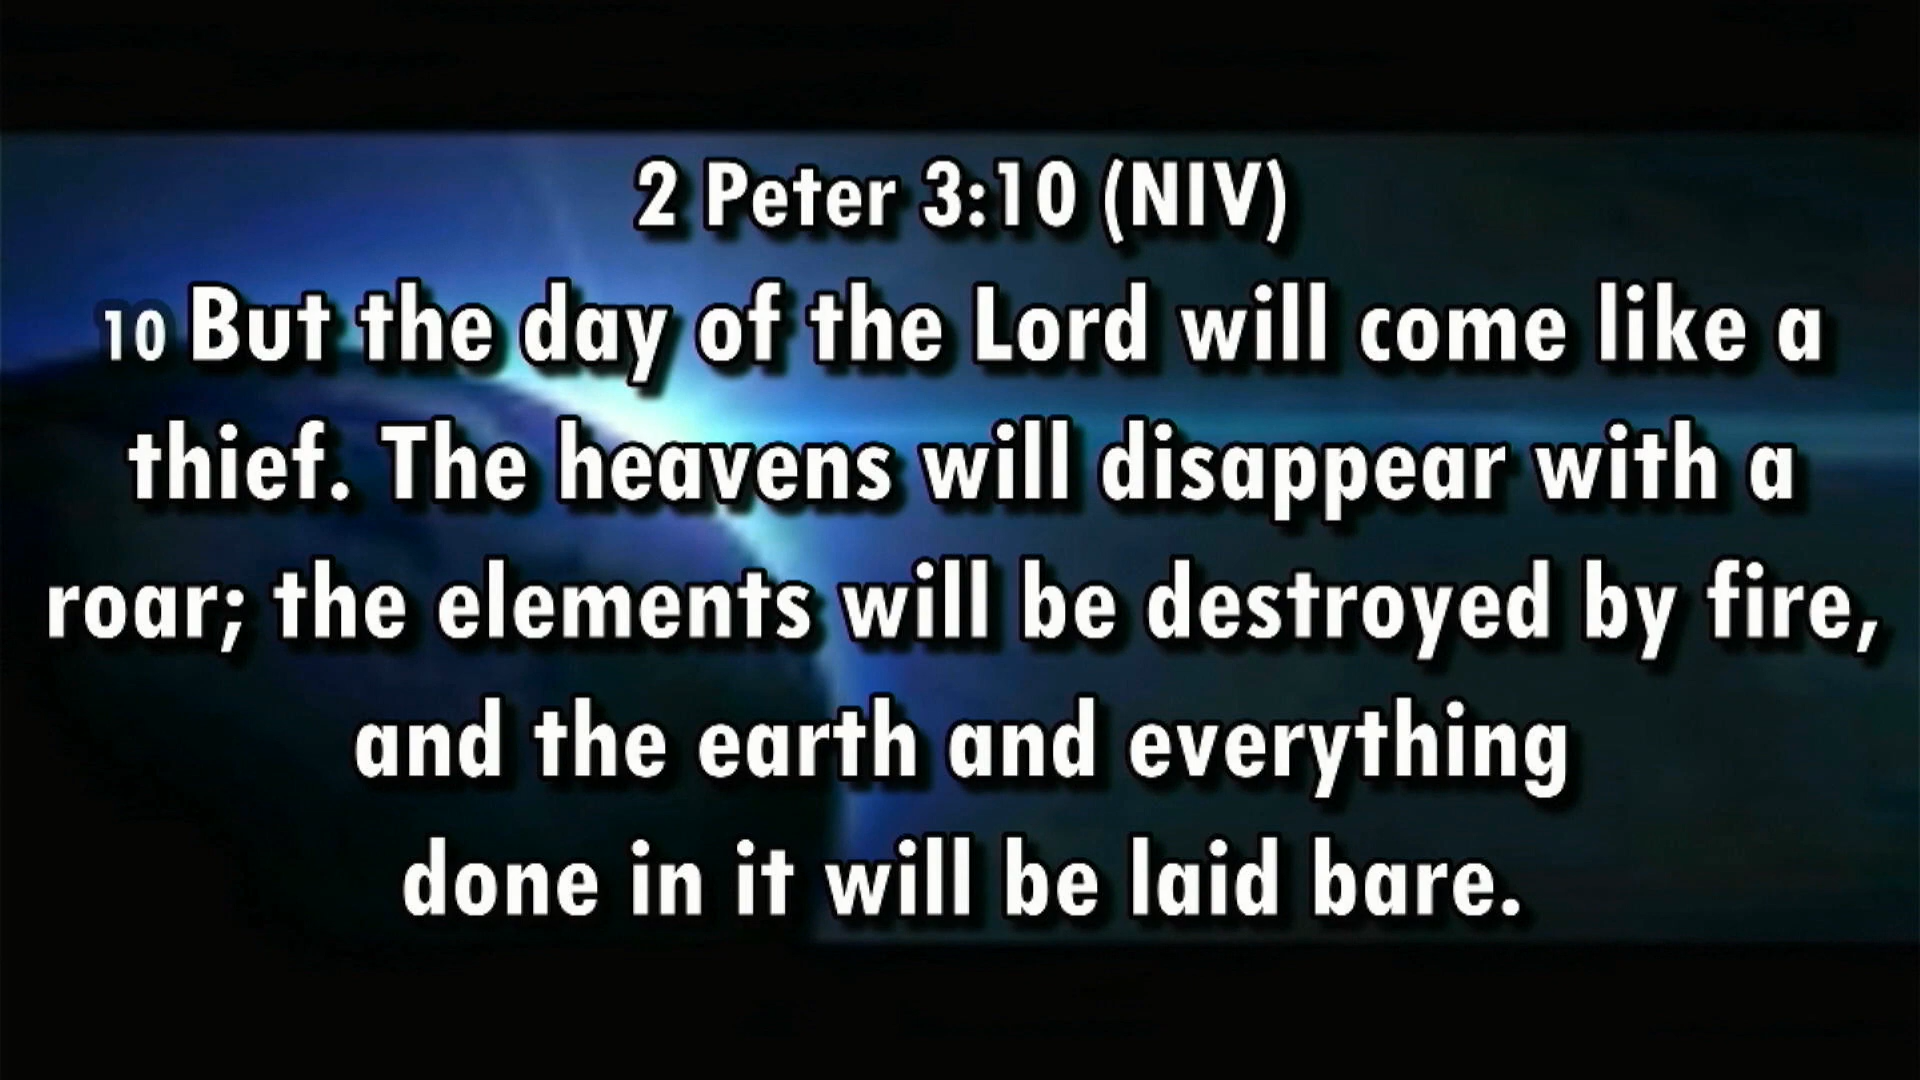 2 Peter 3:10 (NIV)
10 But the day of the Lord will come like a
thief. The heavens will disappear with a
roar; the elements will be destroyed by fire,
and the earth and everything
done in it will be laid bare.